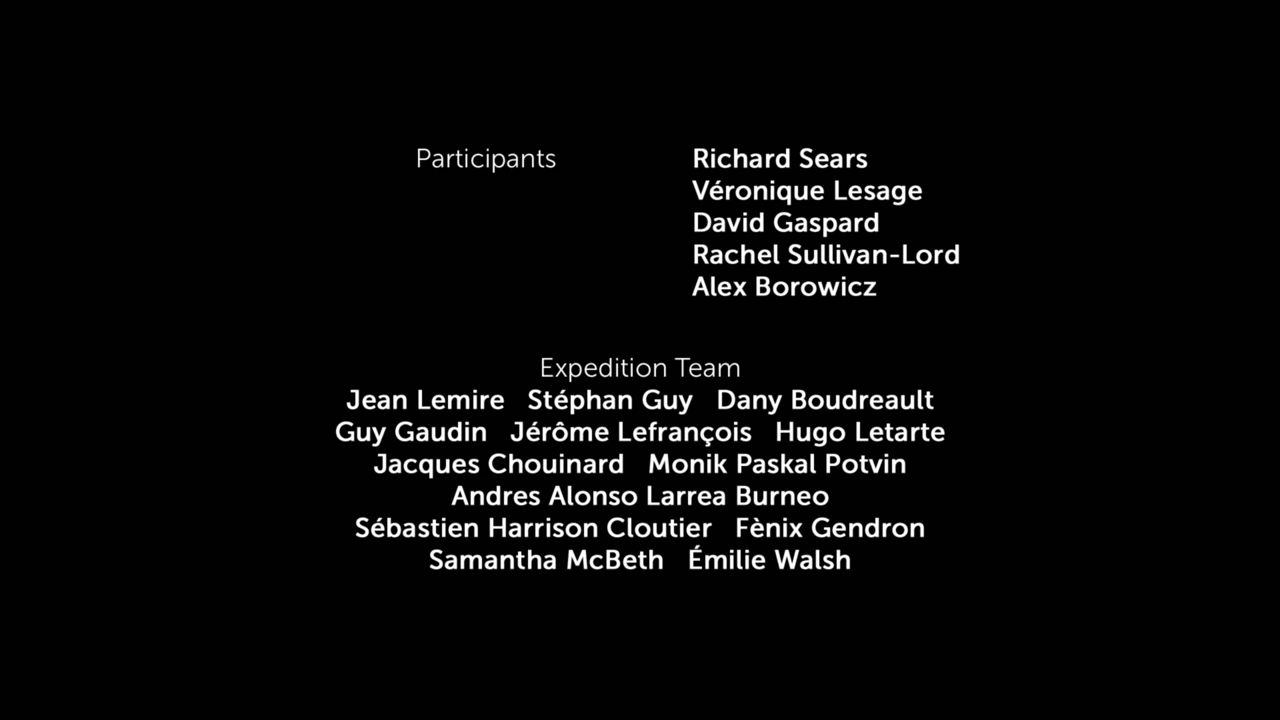 Participants Richard Sears
Véronique Lesage
David Gaspard
Rachel Sullivan-Lord
Alex Borowicz
Expedition Team
Jean Lemire Stéphan Guy Dany Boudreault
Guy Gaudin Jérôme Lefrançois Hugo Letarte
Jacques Chouinard Monik Paskal Potvin
Andres Alonso Larrea Burneo
Sébastien Harrison Cloutier Fènix Gendron
Samantha McBeth Émilie Walsh